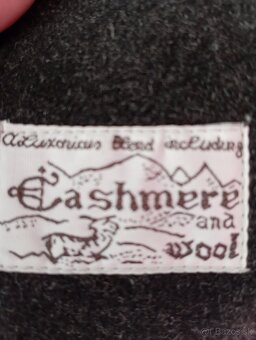 A Luxurious Blend including
Cashmere
and
wool